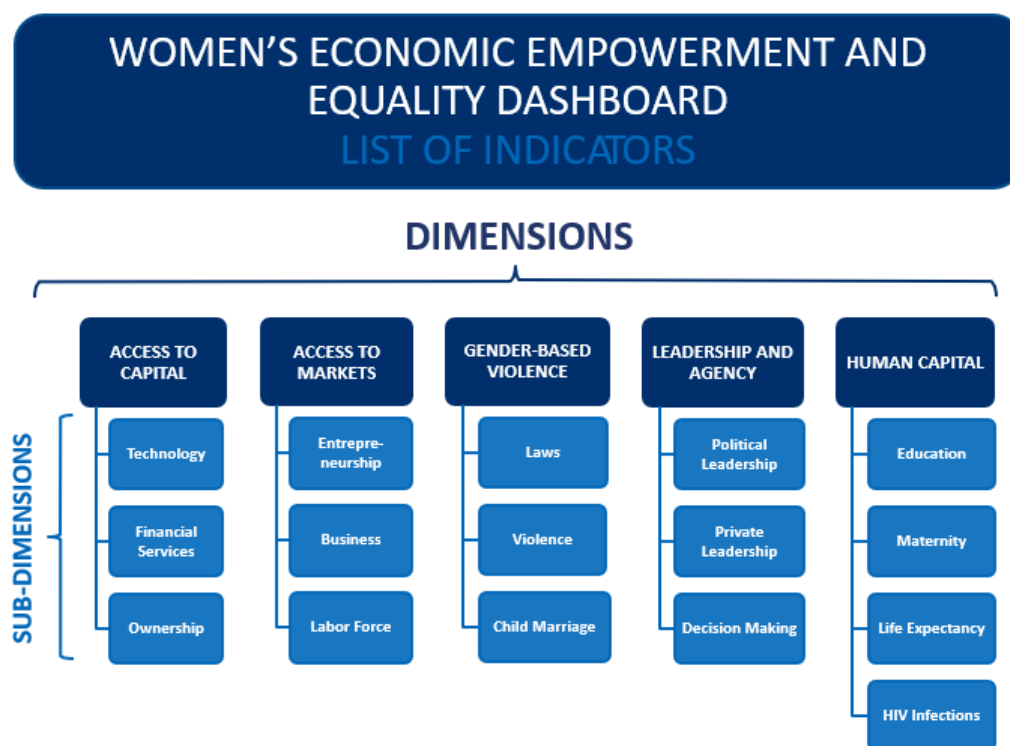 WOMEN'S ECONOMIC EMPOWERMENT AND
EQUALITY DASHBOARD
LIST OF INDICATORS
DIMENSIONS
SUB-DIMENSIONS
ACCESS TO
CAPITAL
Technology
Financial
Services
Ownership
ACCESS TO
MARKETS
Entrepre-
neurship
Business
Labor Force
GENDER-BASED
VIOLENCE
Laws
Violence
Child Marriage
LEADERSHIP AND
AGENCY
Political
Leadership
Private
Leadership
Decision Making
HUMAN CAPITAL
Education
Maternity
Life Expectancy
HIV Infections